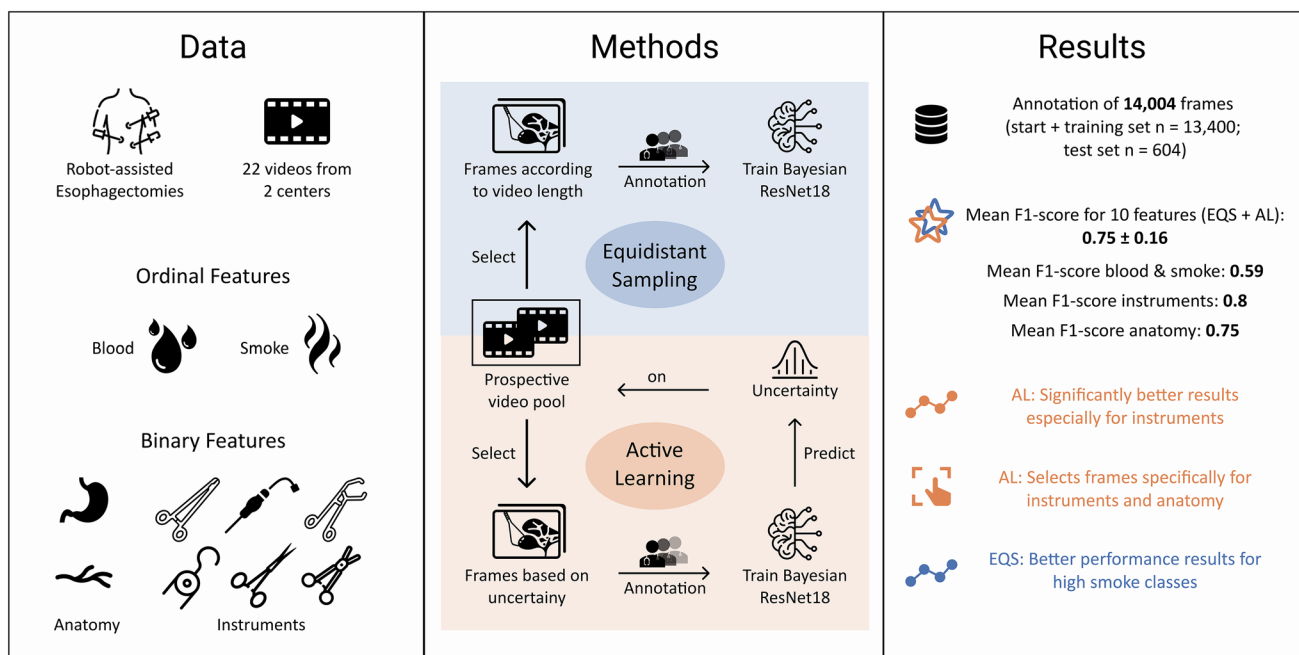 Data
Robot-assisted
Esophagectomies
22 videos from
2 centers
Ordinal Features
Blood
Smoke
Binary Features
Anatomy
Instruments
Methods
Frames according
to video length
Annotation
Train Bayesian
ResNet18
Select
Equidistant
Sampling
Prospective
video pool
on
Uncertainty
Select
Active
Learning
Predict
Frames based on
uncertainy
Annotation
Train Bayesian
ResNet18
Results
Annotation of 14,004 frames
(start + training set n = 13,400;
test set n = 604)
Mean F1-score for 10 features (EQS + AL):
0.75 ± 0.16
Mean F1-score blood & smoke: 0.59
Mean F1-score instruments: 0.8
Mean F1-score anatomy: 0.75
AL: Significantly better results
especially for instruments
AL: Selects frames specifically for
instruments and anatomy
EQS: Better performance results for
high smoke classes